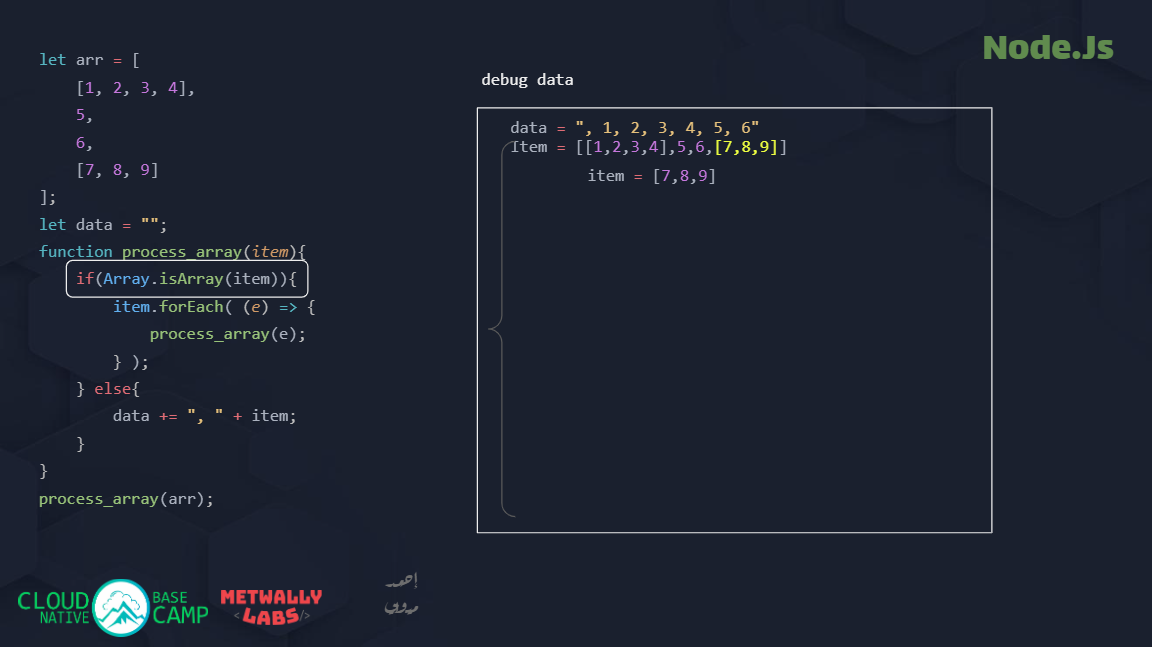 Node.Js
let arr = [
[1, 2, 3, 4],
5,
6,
[7, 8, 9]
];
let data = "";
function process_array(item){
if(Array.isArray(item)){
item.forEach( (e) => {
process_array(e);
} );
} else{
data += ", " + item;
}
}
process_array(arr);
debug data
data = ", 1, 2, 3, 4, 5, 6"
Item = [[1,2,3,4],5,6,[7,8,9]]
item = [7,8,9]
CLOUD NATIVE BASE CAMP
METWALLY
<LABS/>